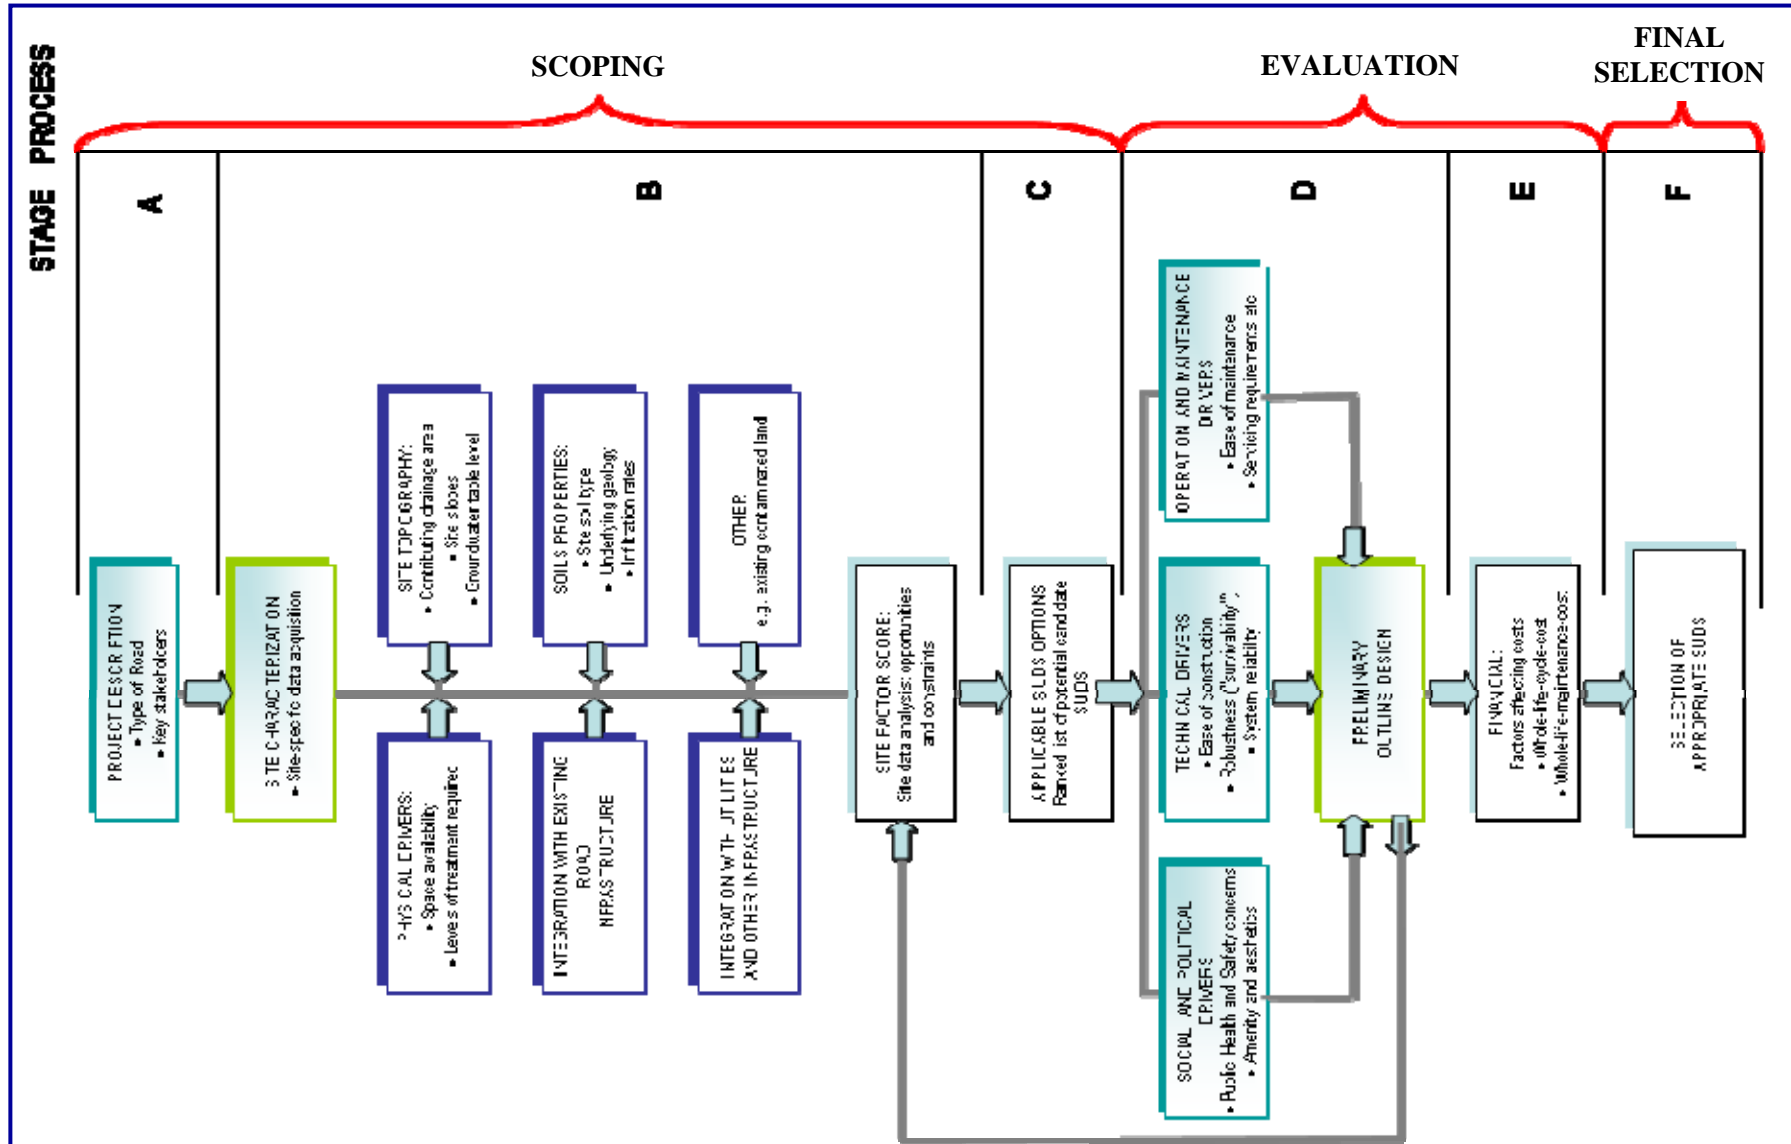 STAGE PROCESS
SCOPING
EVALUATION
FINAL
SELECTION
A
B
C
D
E
F
PROJECT DESCRIPTION
• Type of Road
• Key stakeholders
SITE CHARACTERIZATION
• Site-specific data acquisition
PHYSICAL DRIVERS:
• Space availability
• Levels of treatment required
SITE TOPOGRAPHY:
• Contributing drainage area
• Site slopes
• Groundwater table level
INTEGRATION WITH EXISTING
ROAD
INFRASTRUCTURE
SOILS PROPERTIES:
• Site soil type
• Underlying geology
• Infiltration rates
INTEGRATION WITH UTILITIES
AND OTHER INFRASTRUCTURE
OTHER:
e.g. existing contaminated land
SITE FACTOR SCORE:
Site data analysis: opportunities
and constraints
APPLICABLE SUDS OPTIONS
Ranked list of potential candidate
SUDS
SOCIAL AND POLITICAL
DRIVERS
• Public Health and Safety concerns
• Amenity and aesthetics
TECHNICAL DRIVERS
• Ease of construction
• Robustness ("survivability")
• System reliability
OPERATION AND MAINTENANCE
DRIVERS
• Ease of maintenance
• Servicing requirements etc
PRELIMINARY
OUTLINE DESIGN
FINANCIAL:
Factors affecting costs
• Whole-life-cycle-cost
• Whole-life-maintenance-cost
SELECTION OF
APPROPRIATE SUDS